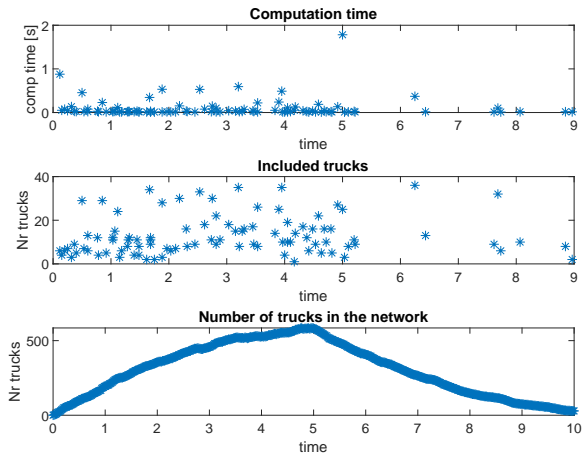 Computation time
comp time [s]
2
1
0
0 1 2 3 4 5 6 7 8 9
time
Included trucks
Nr trucks
40
20
0
0 1 2 3 4 5 6 7 8 9
time
Number of trucks in the network
Nr trucks
500
0
0 1 2 3 4 5 6 7 8 9 10
time